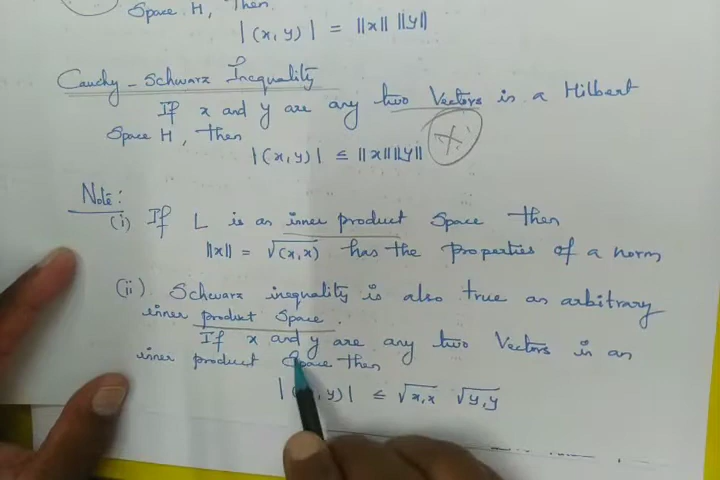 Space H, Then
|(x,y)| = ||x|| ||y||
Cauchy - Schwarz Inequality
If x and y are any two Vectors in a Hilbert
Space H, then
|(x,y)| ≤ ||x|| ||y||
Note:
(i) If L is an inner product Space then
||x|| = √(x,x) has the properties of a norm
(ii) Schwarz inequality is also true as arbitrary
inner product Space.
If x and y are any two Vectors in an
inner product Space then
|( , y)| ≤ √x,x √y,y